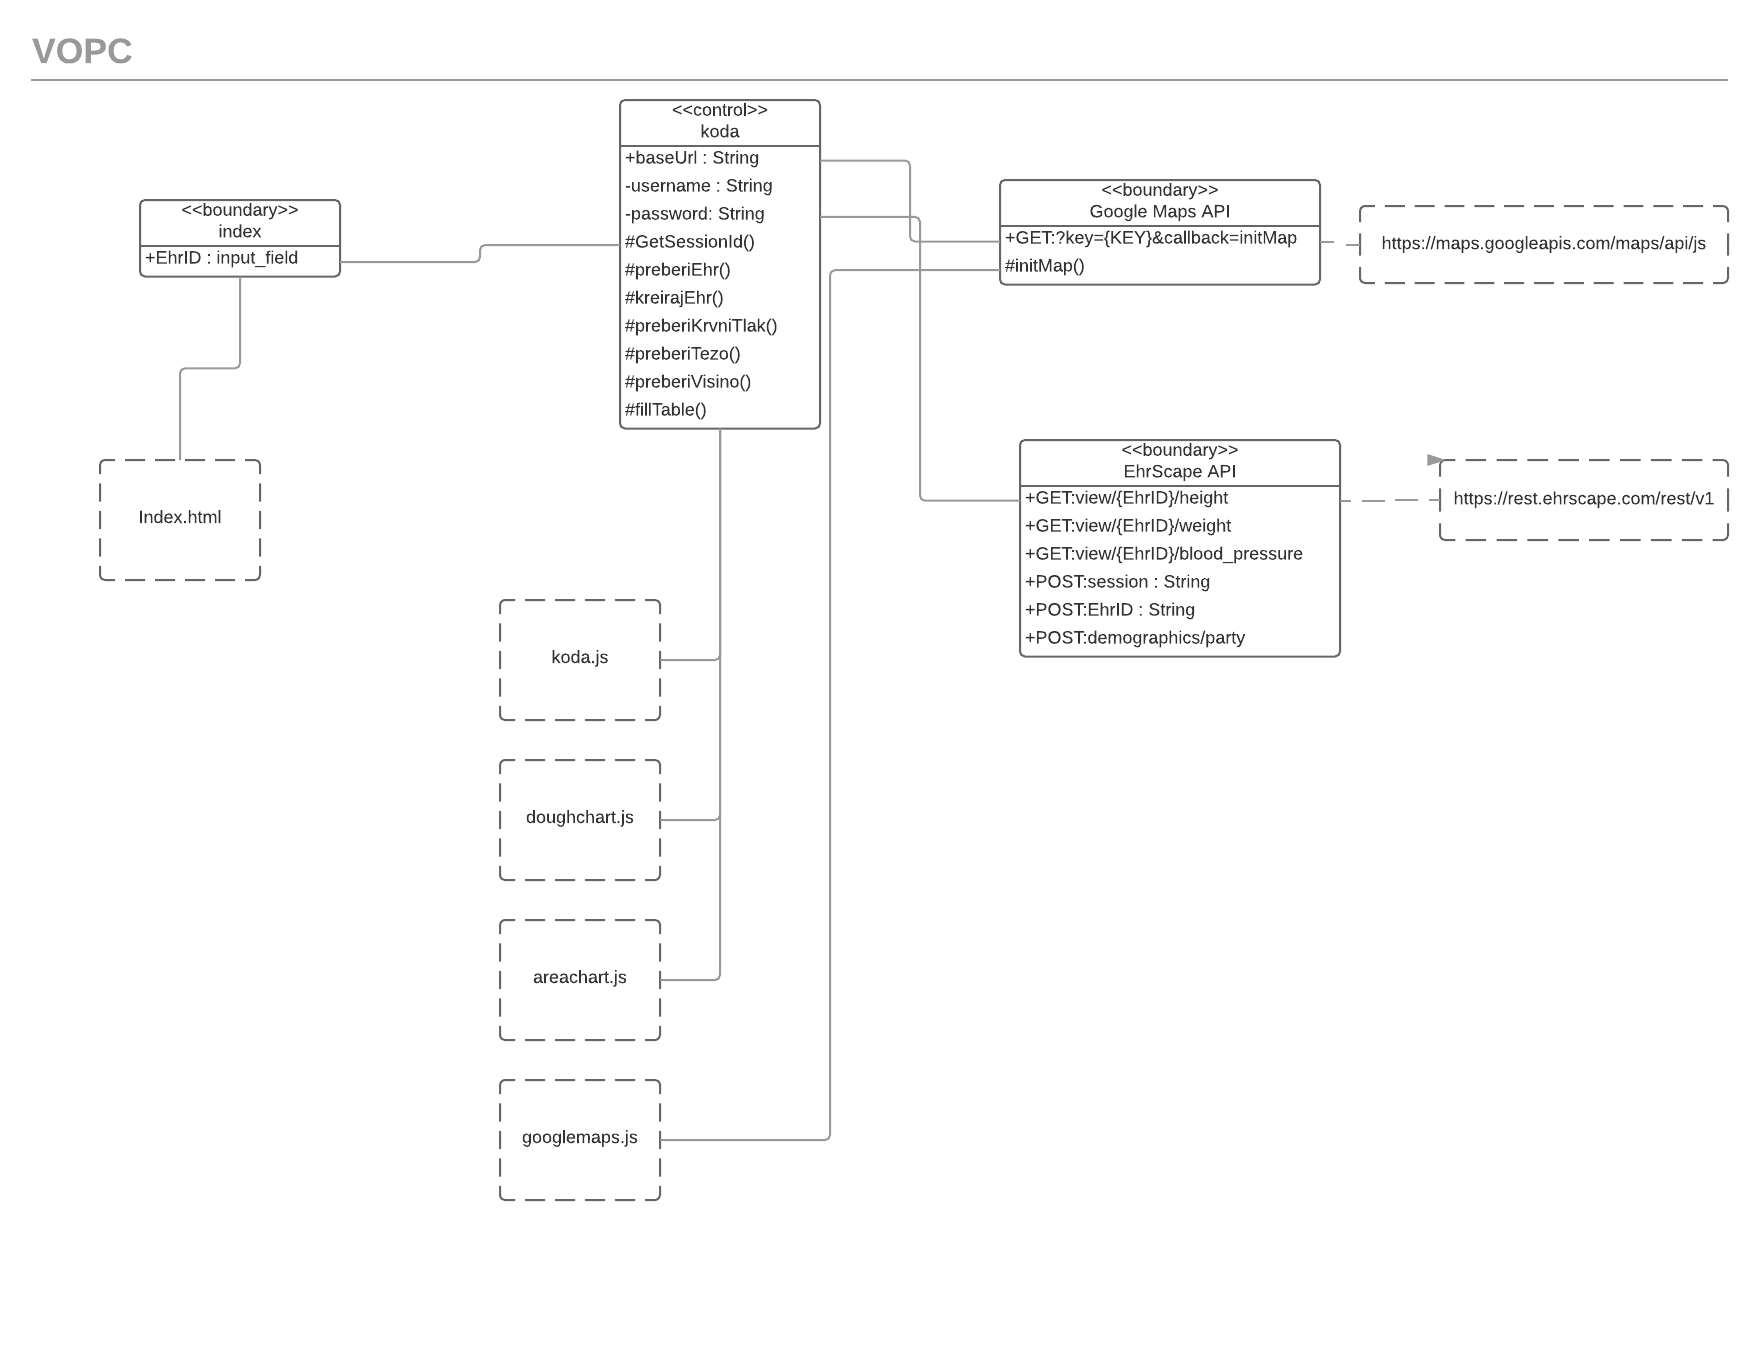 VOPC
<<control>>
koda
+baseUrl : String
-username : String
-password: String
#GetSessionId()
#preberiEhr()
#kreirajEhr()
#preberiKrvniTlak()
#preberiTezo()
#preberiVisino()
#fillTable()
<<boundary>>
index
+EhrID : input_field
<<boundary>>
Google Maps API
+GET:?key={KEY}&callback=initMap
#initMap()
https://maps.googleapis.com/maps/api/js
<<boundary>>
EhrScape API
+GET:view/{EhrID}/height
+GET:view/{EhrID}/weight
+GET:view/{EhrID}/blood_pressure
+POST:session : String
+POST:EhrID : String
+POST:demographics/party
https://rest.ehrscape.com/rest/v1
Index.html
koda.js
doughchart.js
areachart.js
googlemaps.js